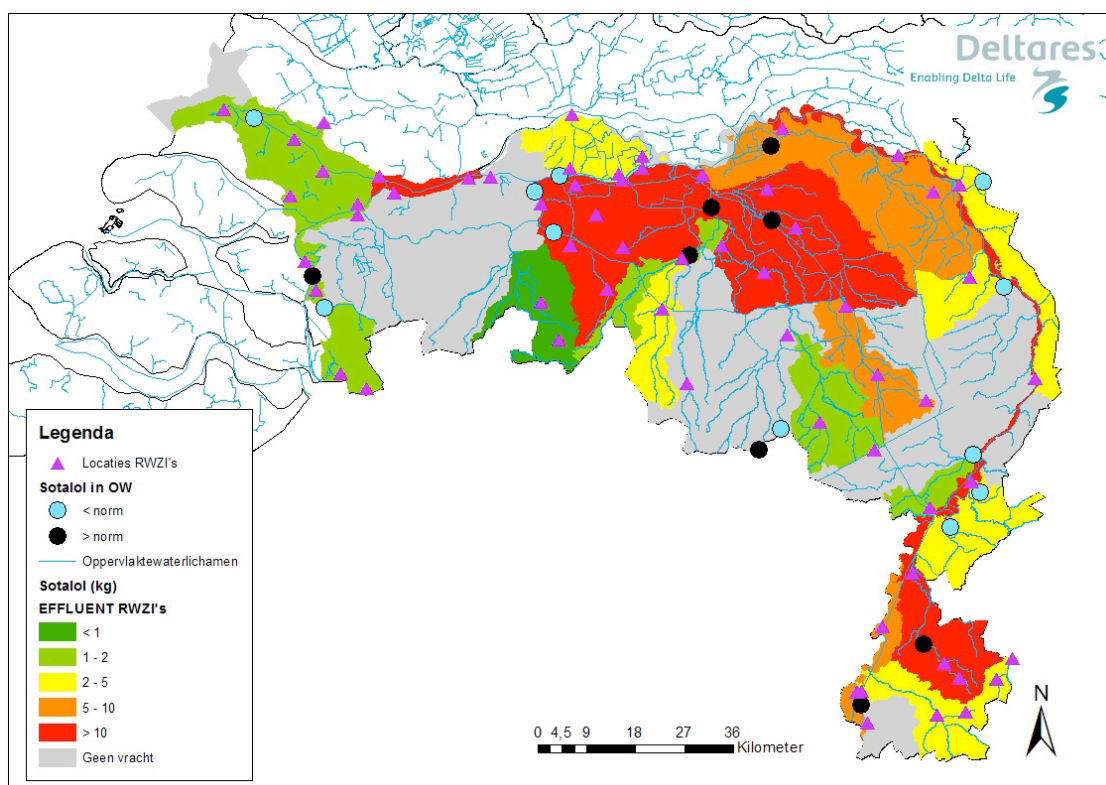 Deltares
Enabling Delta Life
Legenda
Locaties RWZI's
Sotalol in OW
< norm
> norm
Oppervlaktewaterlichamen
Sotalol (kg)
EFFLUENT RWZI's
< 1
1 - 2
2 - 5
5 - 10
> 10
Geen vracht
0 4,5 9 18 27 36
Kilometer
N